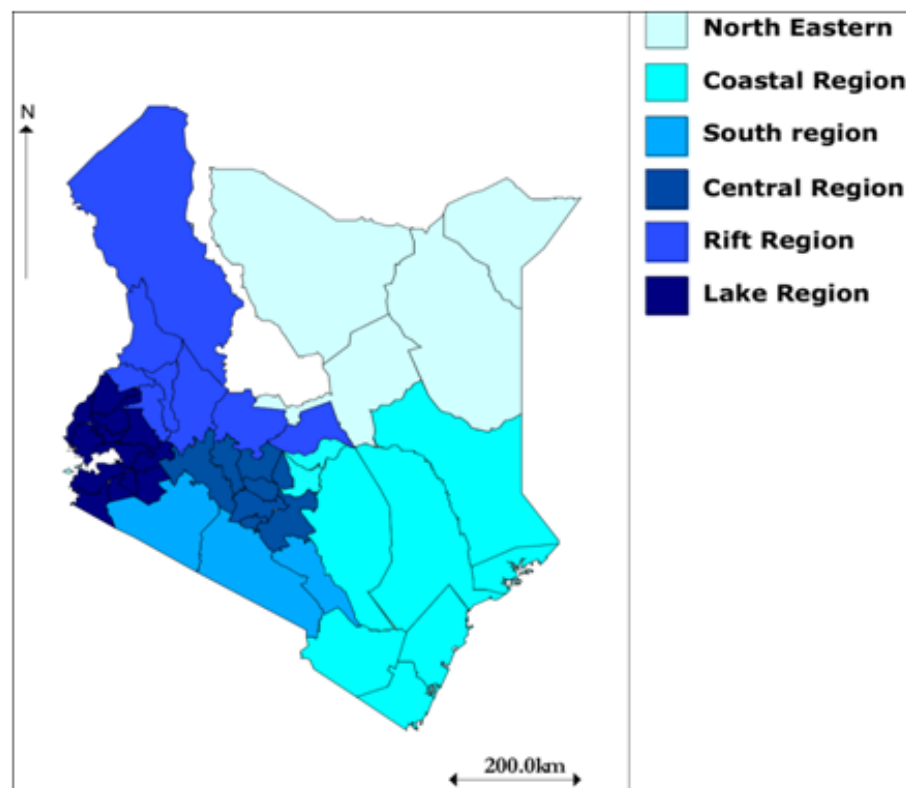 North Eastern
Coastal Region
South region
Central Region
Rift Region
Lake Region
N
200.0km